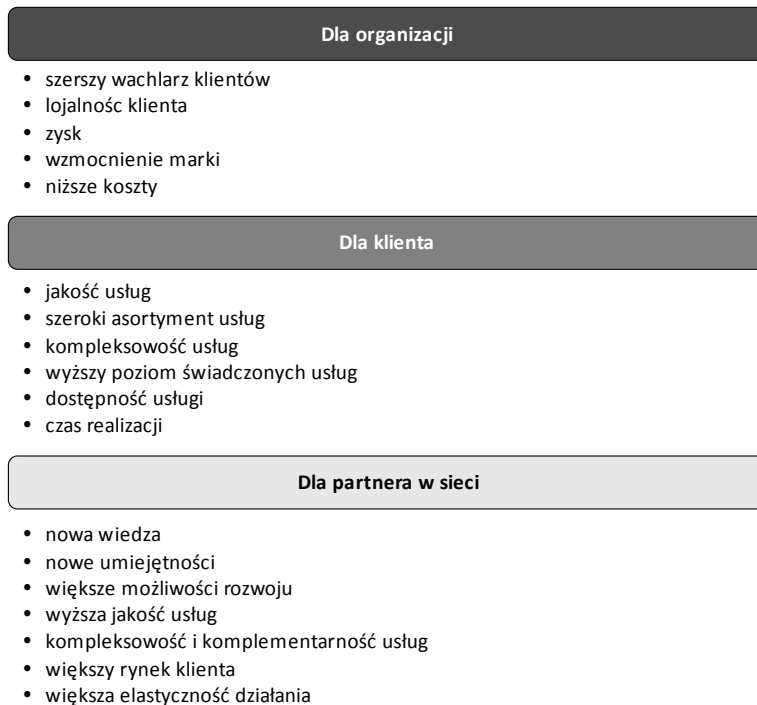 Dla organizacji
• szerszy wachlarz klientów
• lojalnośc klienta
• zysk
• wzmocnienie marki
• niższe koszty
Dla klienta
• jakość usług
• szeroki asortyment usług
• kompleksowość usług
• wyższy poziom świadczonych usług
• dostępność usługi
• czas realizacji
Dla partnera w sieci
• nowa wiedza
• nowe umiejętności
• większe możliwości rozwoju
• wyższa jakość usług
• kompleksowość i komplementarność usług
• większy rynek klienta
• większa elastyczność działania